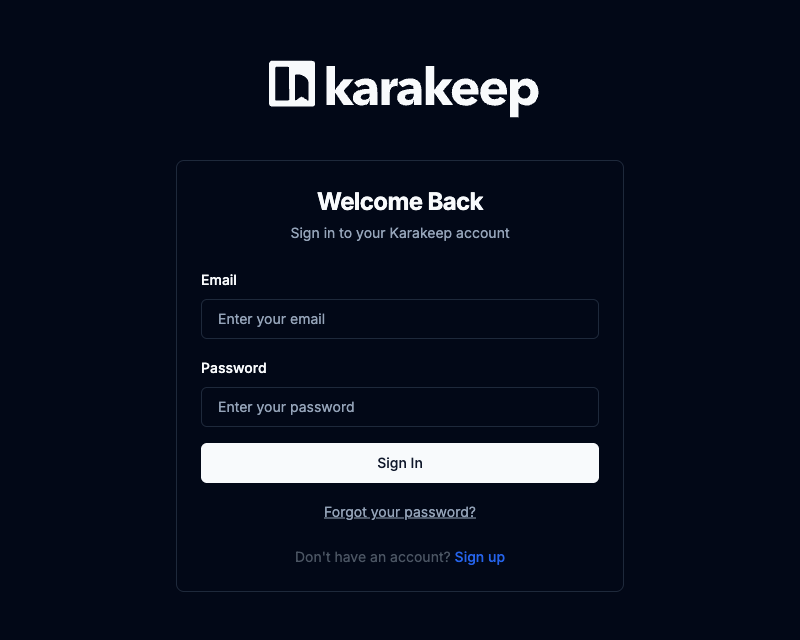 karakeep
Welcome Back
Sign in to your Karakeep account
Email
Enter your email
Password
Enter your password
Sign In
Forgot your password?
Don't have an account? Sign up